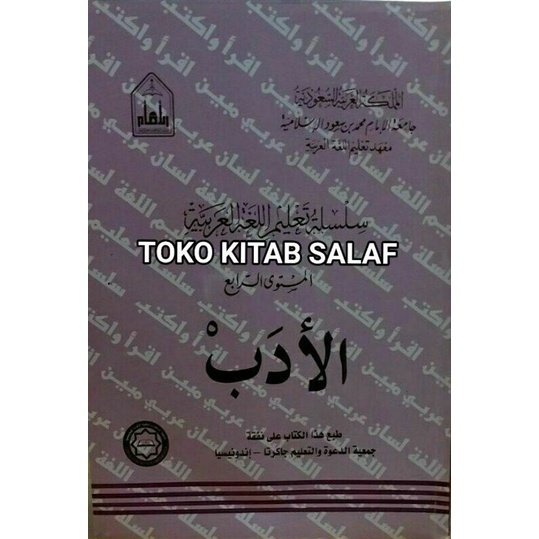 المملكة العربية السعودية
جامعة الإمام محمد بن سعود الإسلامية
معهد تعليم اللغة العربية
سلسلة تعليم اللغة العربية
TOKO KITAB SALAF
المستوى الرابع
الأدب
٥
طبع هذا الكتاب على نفقة
جمعية الدعوة والتعليم جاكرتا - إندونيسيا